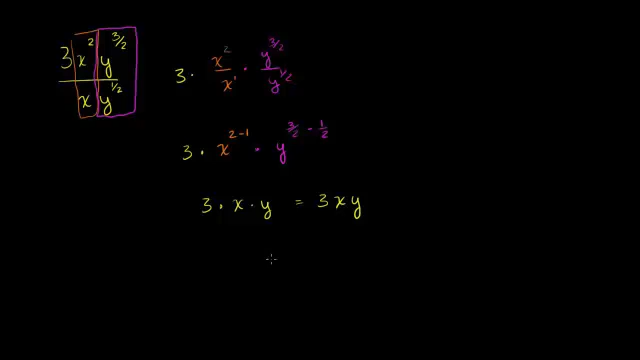 3x^2 y^{3/2} / x y^{1/2}
3 · x^2/x^1 · y^{3/2}/y^{1/2}
3 · x^{2-1} · y^{3/2 - 1/2}
3 · x · y = 3xy